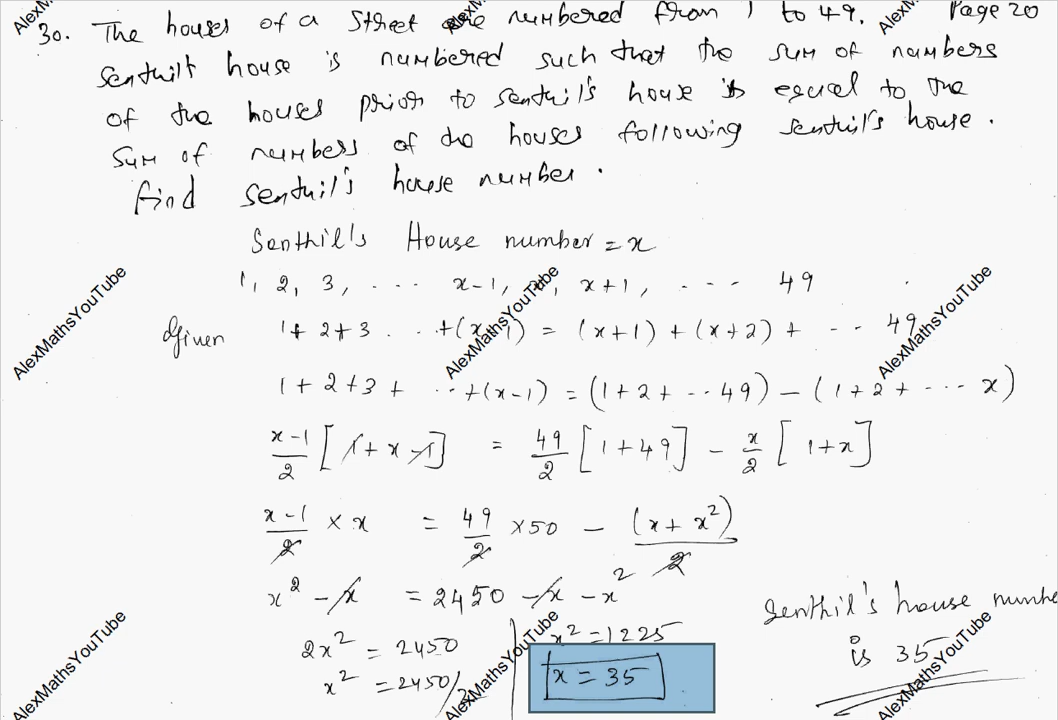 30. The houses of a street are numbered from 1 to 49. Page 20
Senthil's house is numbered such that the sum of numbers
of the houses prior to Senthil's house is equal to the
sum of numbers of the houses following Senthil's house.
find Senthil's house number.
Senthil's House number = x
1, 2, 3, ... x-1, x, x+1, --- 49
Given 1+2+3 ... +(x-1) = (x+1) + (x+2) + --- 49
1+2+3+ ... +(x-1) = (1+2+ ...49) - (1+2+ ... x)
x-1/2 [1+x-1] = 49/2 [1+49] - x/2 [1+x]
x-1/2 × x = 49/2 ×50 - (x+x²)/2
x² - x = 2450 - x - x²
2x² = 2450
x² = 2450/2
x² = 1225
x = 35
Senthil's house numbe
is 35
AlexMathsYouTube
AlexMathsYouTube
AlexMathsYouTube
AlexMathsYouTube
AlexMathsYouTube
AlexMathsYouTube
AlexMathsYouTube
AlexMathsYouTube
AlexMathsYouTube